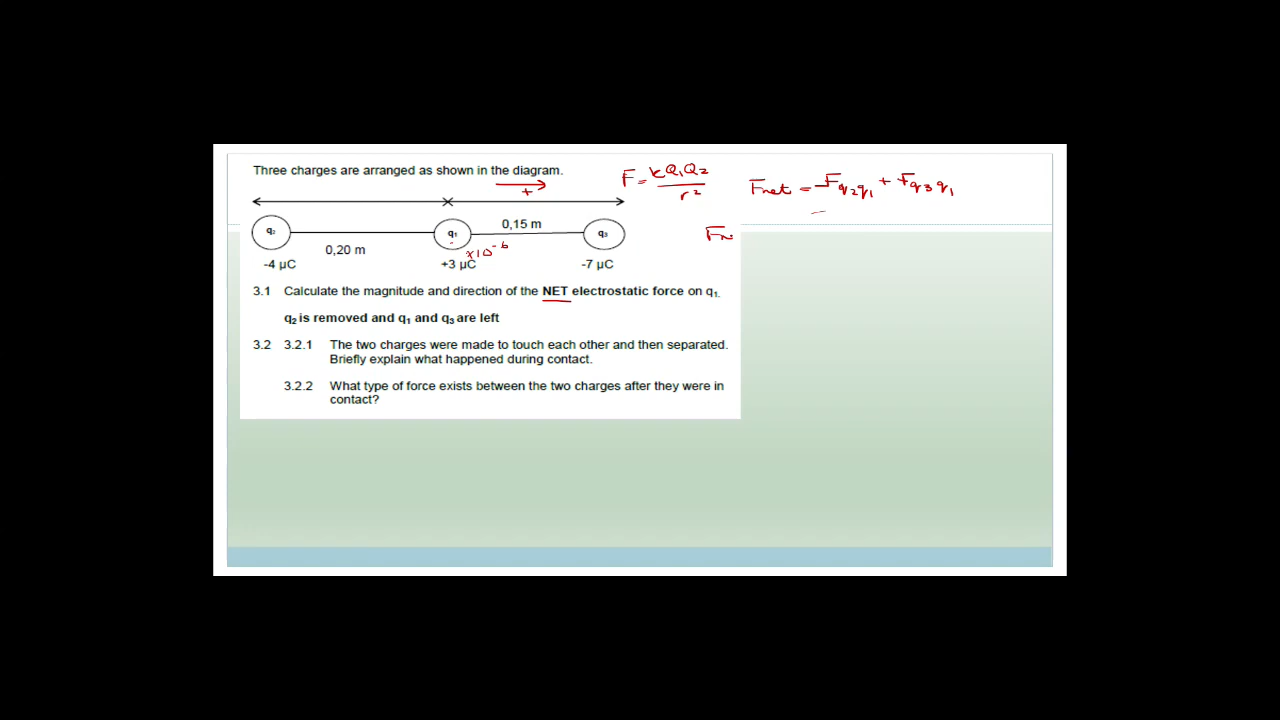 Three charges are arranged as shown in the diagram.
+
F = kQ₁Q₂ / r²
Fnet = -Fq₂q₁ + Fq₃q₁
q₂
q₁
q₃
0,15 m
0,20 m
x10⁻⁶
Fn
-4 μC
+3 μC
-7 μC
3.1 Calculate the magnitude and direction of the NET electrostatic force on q₁.
q₂ is removed and q₁ and q₃ are left
3.2 3.2.1 The two charges were made to touch each other and then separated.
Briefly explain what happened during contact.
3.2.2 What type of force exists between the two charges after they were in
contact?